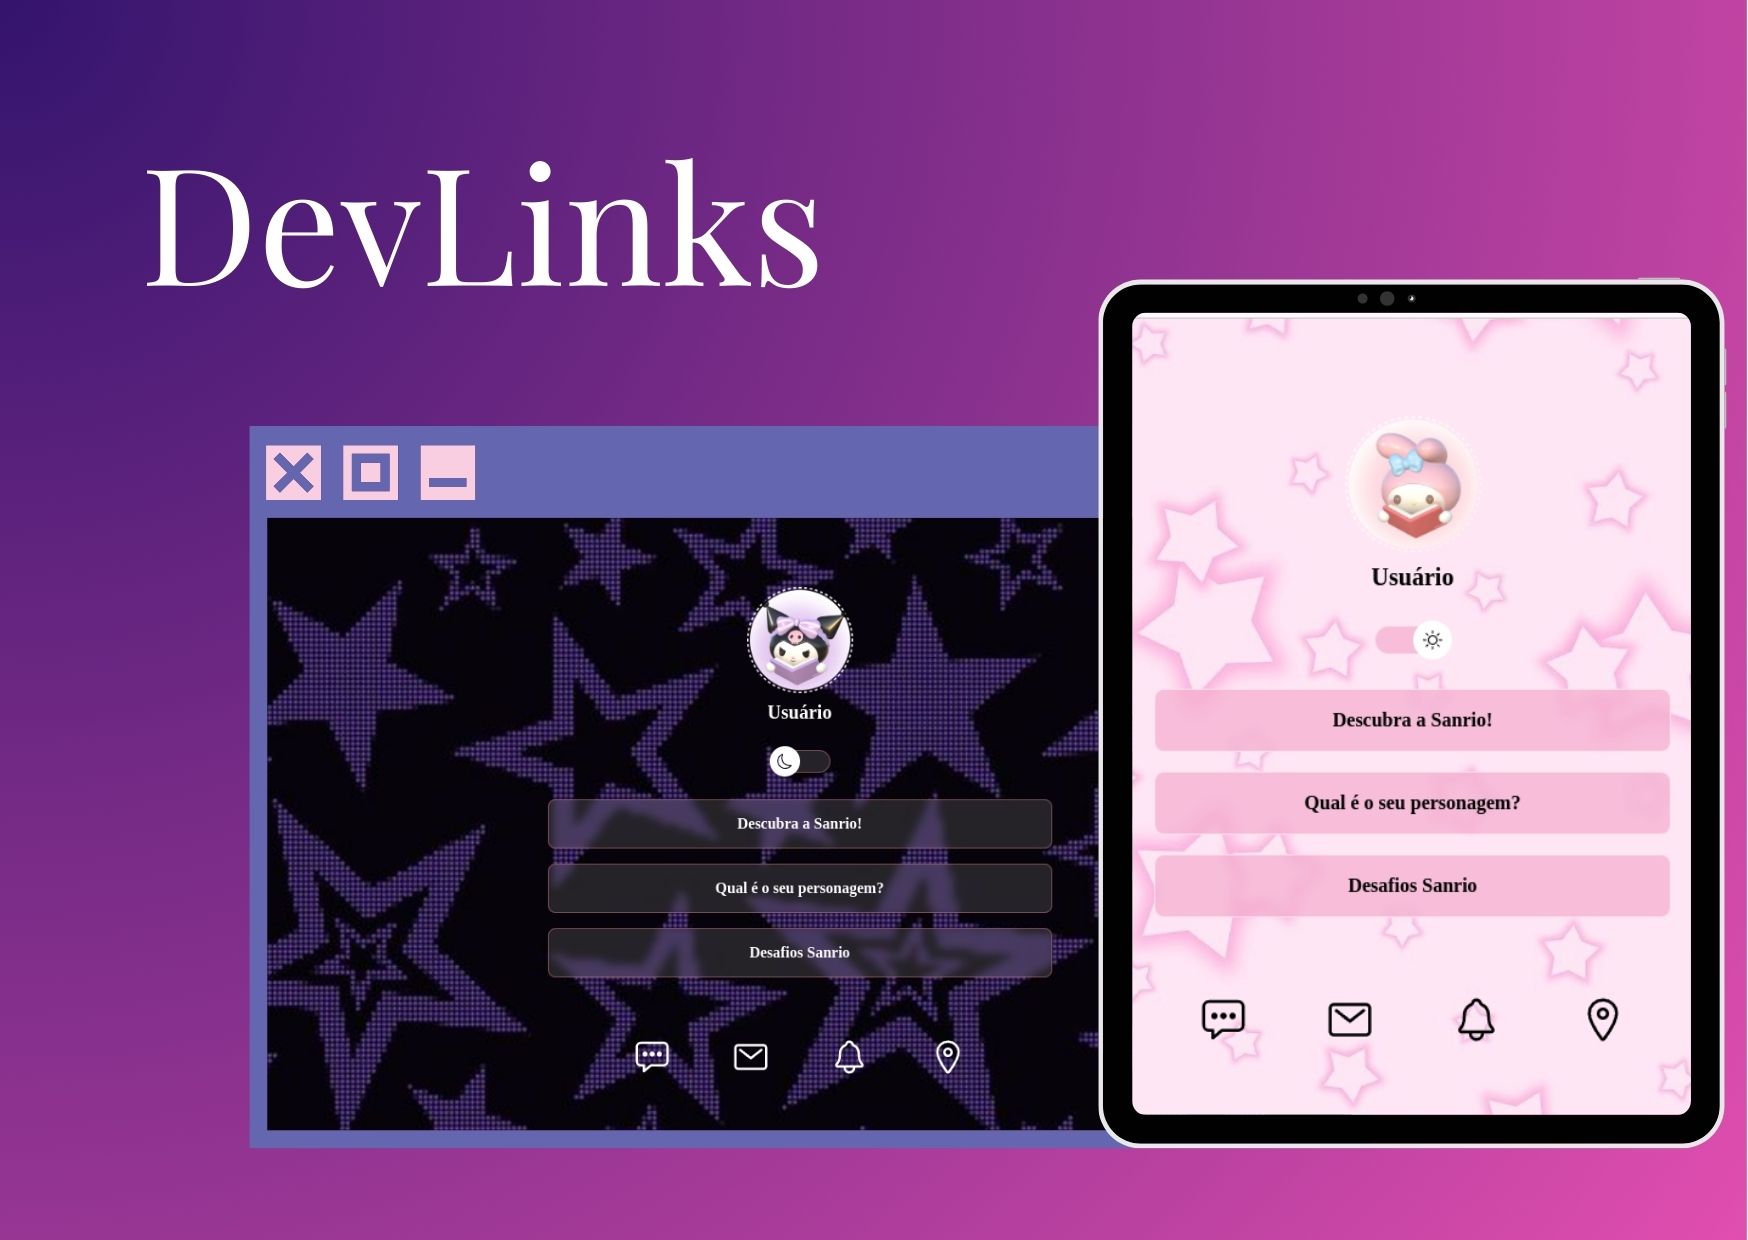 DevLinks
Usuário
Descubra a Sanrio!
Qual é o seu personagem?
Desafios Sanrio
Usuário
Descubra a Sanrio!
Qual é o seu personagem?
Desafios Sanrio